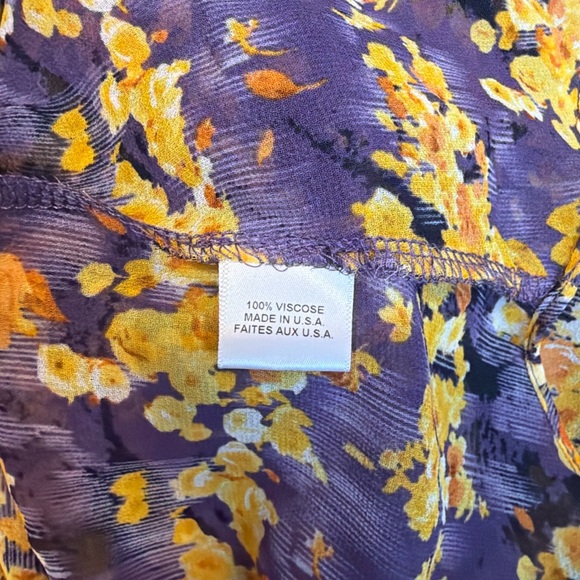 100% VISCOSE
MADE IN U.S.A.
FAITES AUX U.S.A.